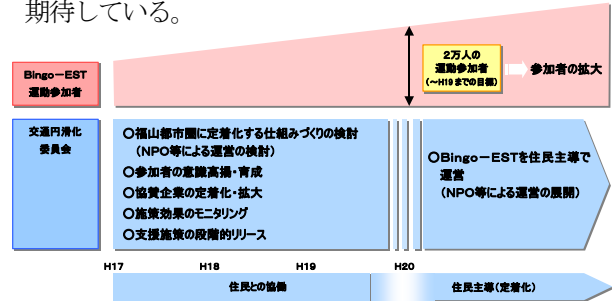 期待している。
Bingo－EST
運動参加者
2万人の
運動参加者
（～H19までの目標）
参加者の拡大
交通円滑化
委員会
○福山都市圏に定着化する仕組みづくりの検討
（NPO等による運営の検討）
○参加者の意識高揚・育成
○協賛企業の定着化・拡大
○施策効果のモニタリング
○支援施策の段階的リリース
○Bingo－ESTを住民主導で
運営
（NPO等による運営の展開）
H17 H18 H19 H20
住民との協働
住民主導（定着化）